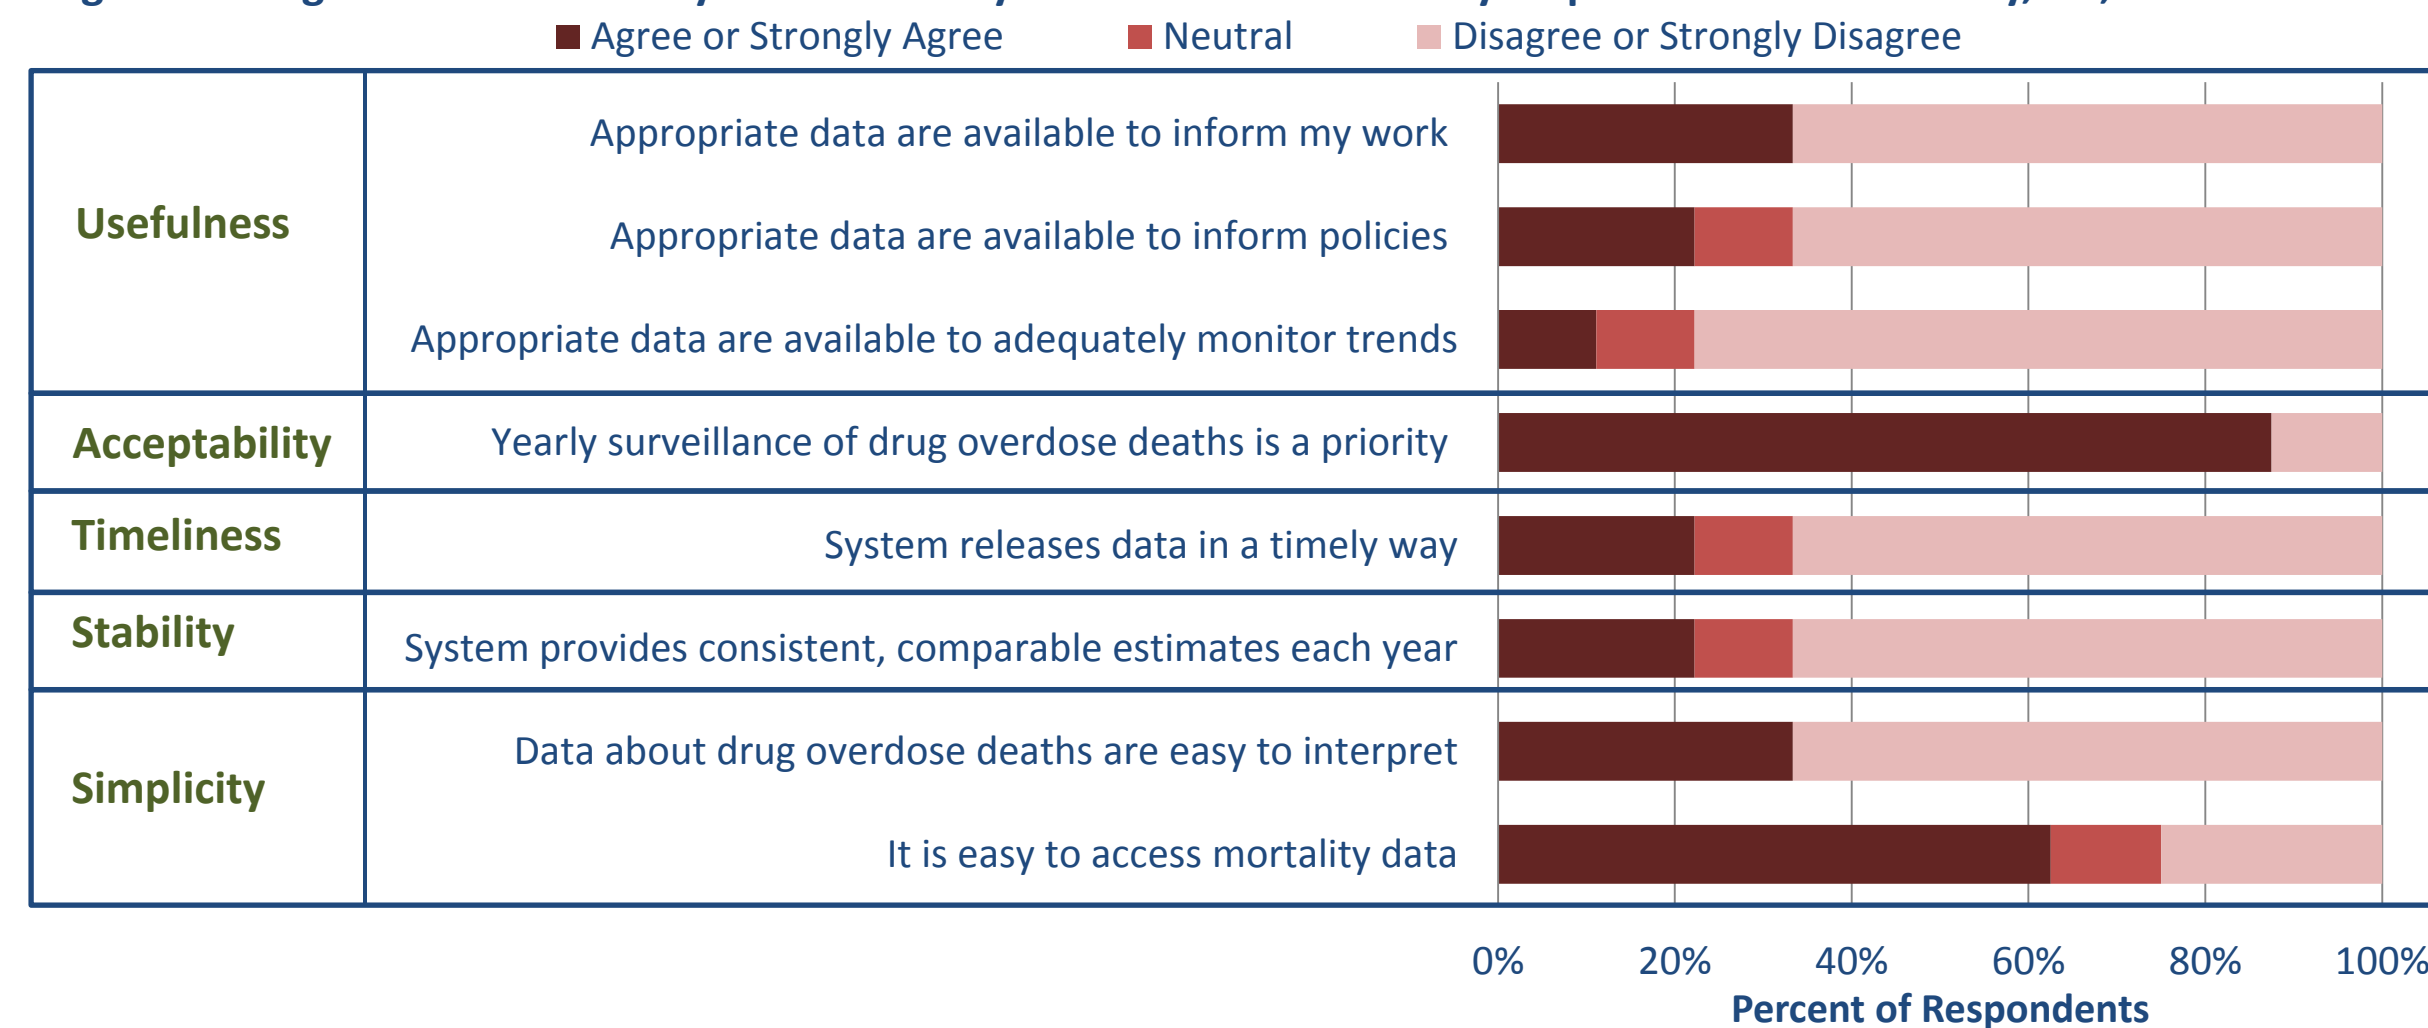 Agree or Strongly Agree Neutral Disagree or Strongly Disagree
Usefulness
Appropriate data are available to inform my work
Appropriate data are available to inform policies
Appropriate data are available to adequately monitor trends
Acceptability
Yearly surveillance of drug overdose deaths is a priority
Timeliness
System releases data in a timely way
Stability
System provides consistent, comparable estimates each year
Simplicity
Data about drug overdose deaths are easy to interpret
It is easy to access mortality data
0% 20% 40% 60% 80% 100%
Percent of Respondents